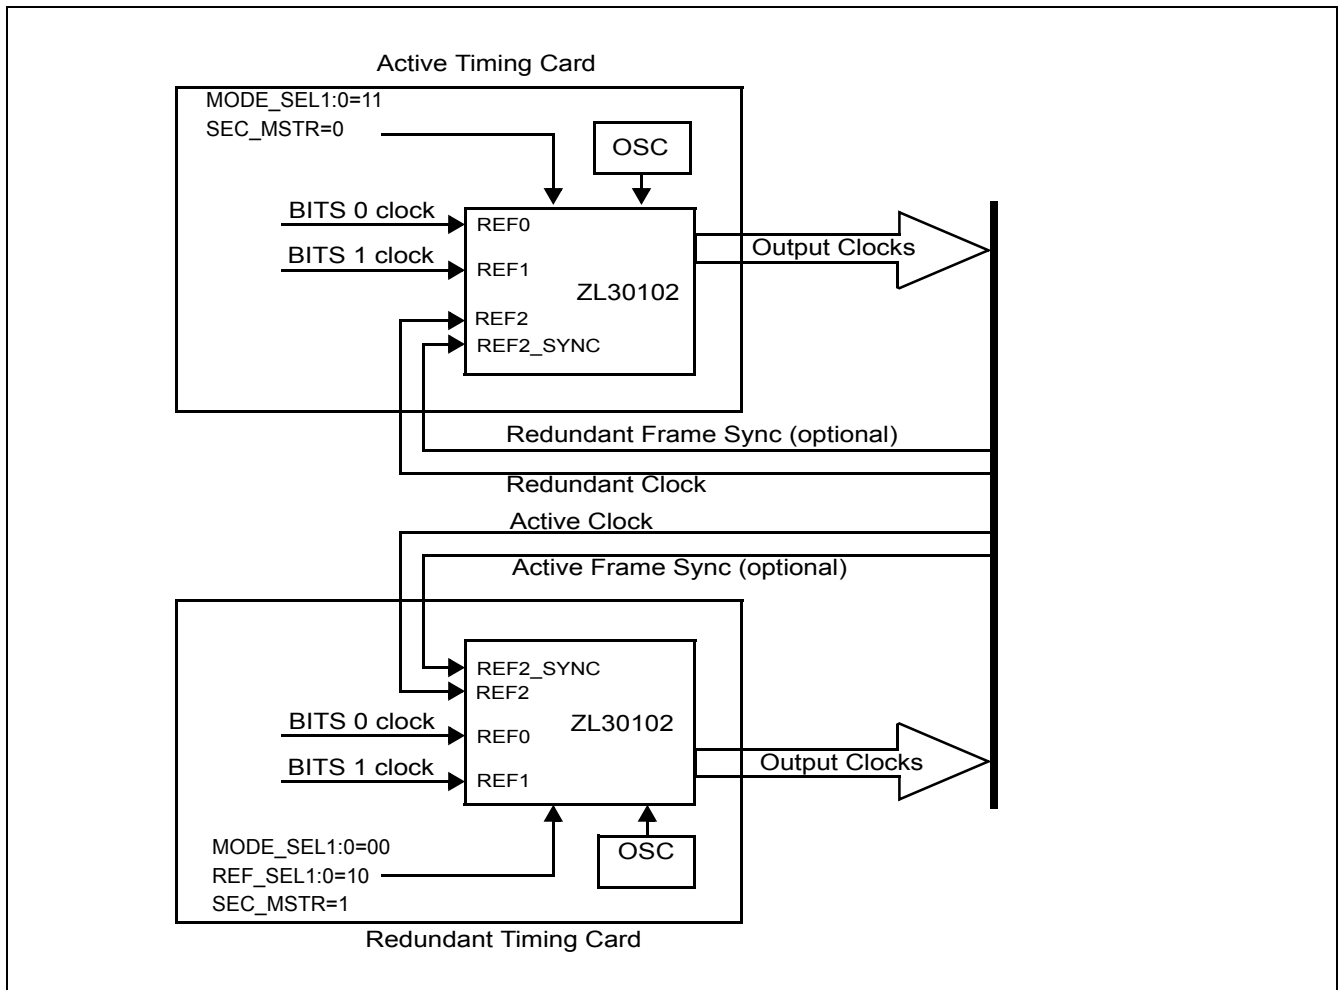 Active Timing Card
MODE_SEL1:0=11
SEC_MSTR=0
OSC
BITS 0 clock
REF0
BITS 1 clock
REF1
ZL30102
Output Clocks
REF2
REF2_SYNC
Redundant Frame Sync (optional)
Redundant Clock
Active Clock
Active Frame Sync (optional)
REF2_SYNC
REF2
BITS 0 clock
REF0
ZL30102
BITS 1 clock
REF1
Output Clocks
MODE_SEL1:0=00
REF_SEL1:0=10
SEC_MSTR=1
OSC
Redundant Timing Card